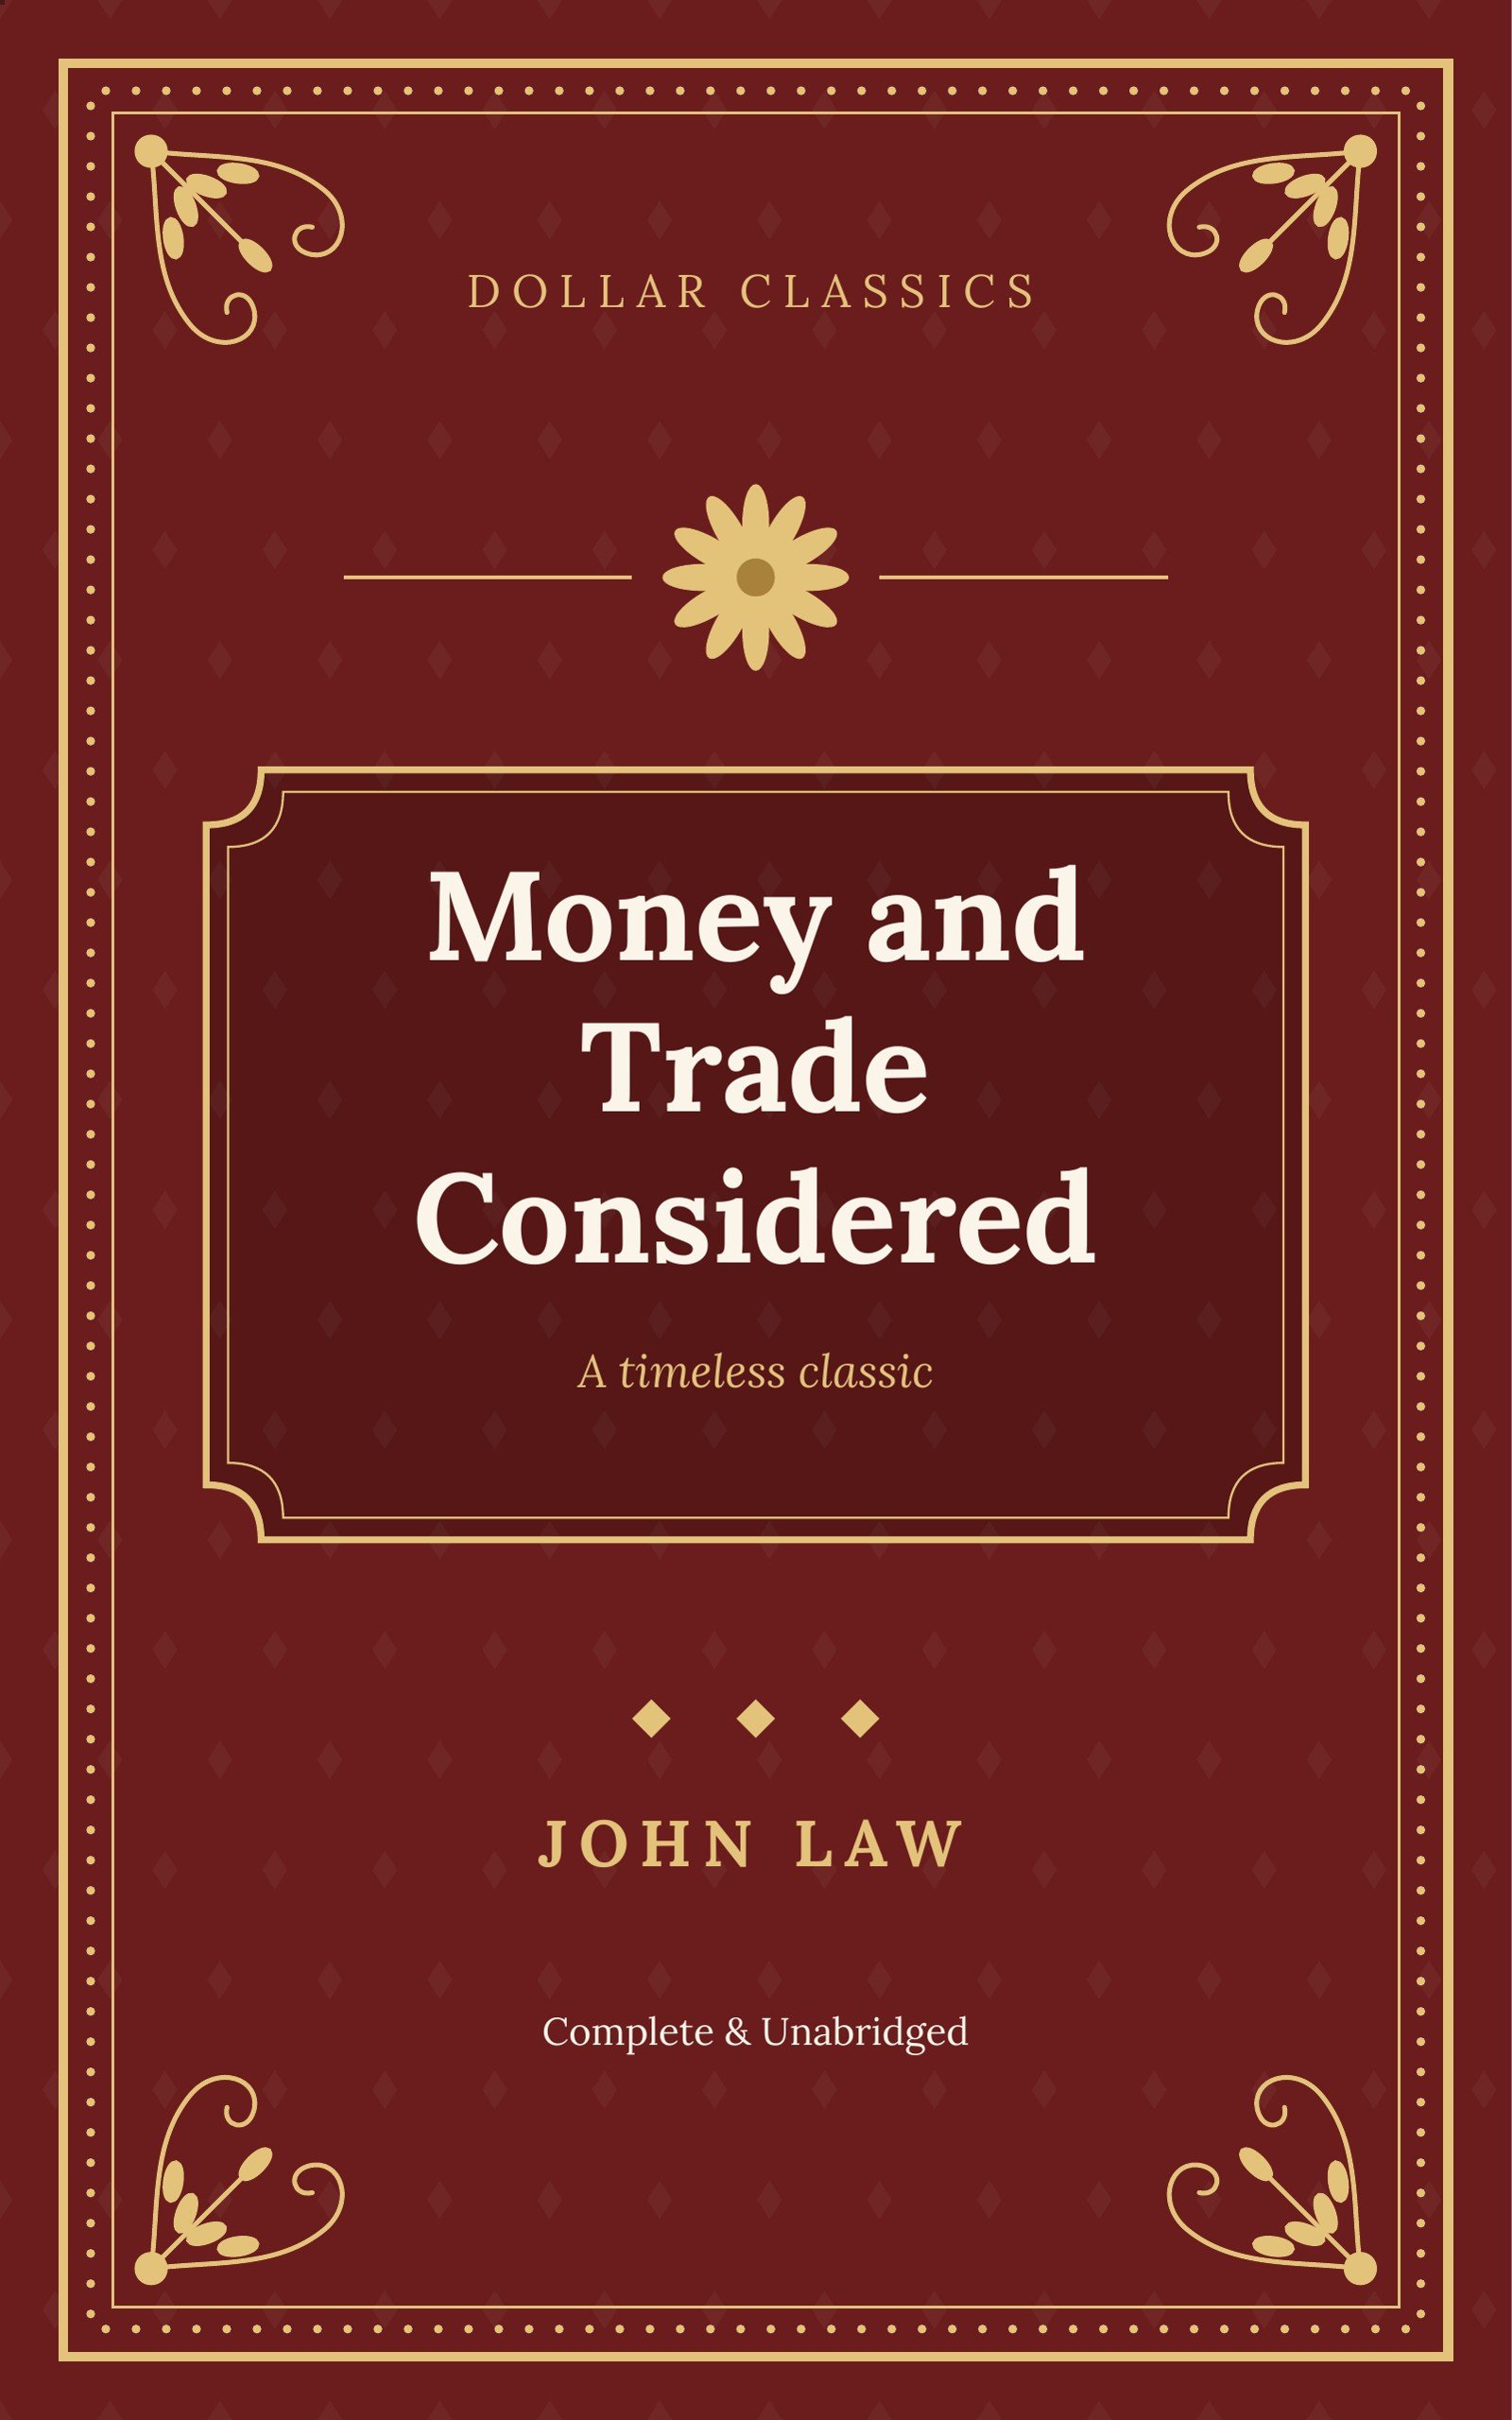 DOLLAR CLASSICS
Money and
Trade
Considered
A timeless classic
JOHN LAW
Complete & Unabridged